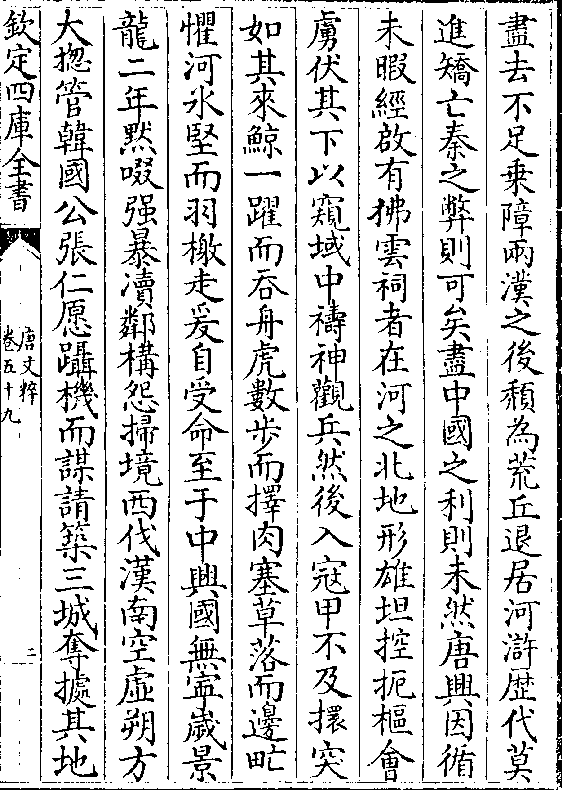 盡去不足乗障兩漢之後頽為荒丘退居河滸歴代莫
進矯亡秦之弊則可矣盡中國之利則未然唐興因循
未暇經啟有拂雲祠者在河之北地形雄坦控扼樞會
虜伏其下以窺域中禱神觀兵然後入寇甲不及擐突
如其來鯨一躍而吞舟虎數步而擇肉塞草落而邊甿
懼河氷堅而羽檄走爰自受命至于中興國無寧嵗景
龍二年黙啜强暴瀆鄰構怨掃境西伐漢南空虛朔方
大揔管韓國公張仁愿躡機而謀請築三城奪據其地
欽定四庫全書
唐文粹
卷五十九
二